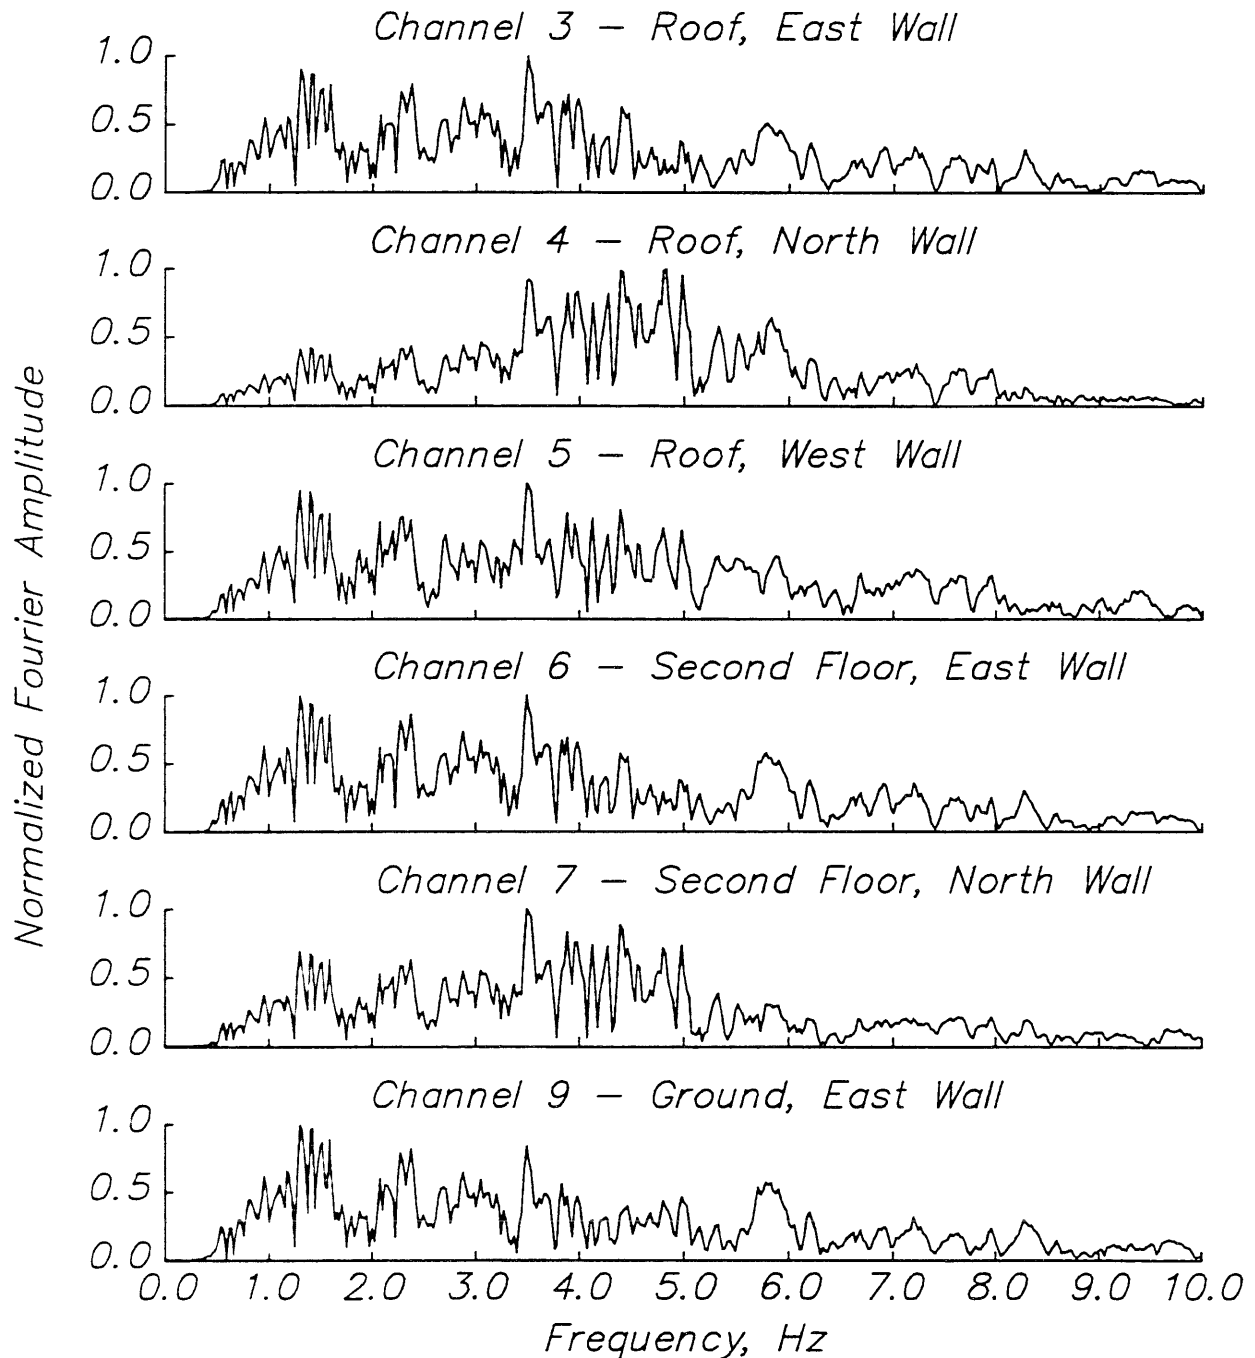 Channel 3 – Roof, East Wall
1.0
0.5
0.0
Channel 4 – Roof, North Wall
1.0
0.5
0.0
Channel 5 – Roof, West Wall
1.0
0.5
0.0
Channel 6 – Second Floor, East Wall
1.0
0.5
0.0
Channel 7 – Second Floor, North Wall
1.0
0.5
0.0
Channel 9 – Ground, East Wall
1.0
0.5
0.0
Normalized Fourier Amplitude
0.0 1.0 2.0 3.0 4.0 5.0 6.0 7.0 8.0 9.0 10.0
Frequency, Hz